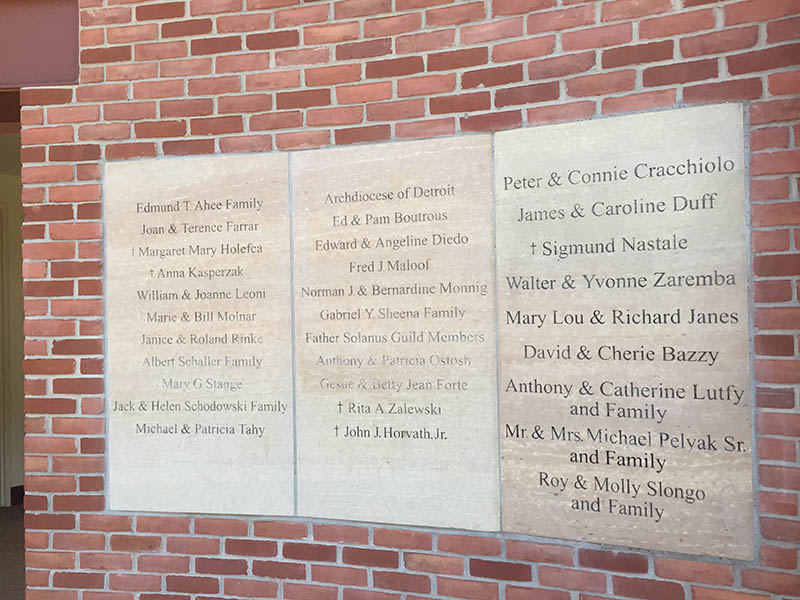 Edmund T. Ahee Family
Joan & Terence Farrar
† Margaret Mary Holefca
† Anna Kasperzak
William & Joanne Leoni
Marie & Bill Molnar
Janice & Roland Rinke
Albert Schaller Family
Mary G Stange
Jack & Helen Schodowski Family
Michael & Patricia Tahy
Archdiocese of Detroit
Ed & Pam Boutrous
Edward & Angeline Diedo
Fred J Maloof
Norman J. & Bernardine Monnig
Gabriel Y. Sheena Family
Father Solanus Guild Members
Anthony & Patricia Ostosh
Gesue & Betty Jean Forte
† Rita A. Zalewski
† John J. Horvath, Jr.
Peter & Connie Cracchiolo
James & Caroline Duff
† Sigmund Nastale
Walter & Yvonne Zaremba
Mary Lou & Richard Janes
David & Cherie Bazzy
Anthony & Catherine Lutfy
and Family
Mr. & Mrs. Michael Pelyak Sr.
and Family
Roy & Molly Slongo
and Family